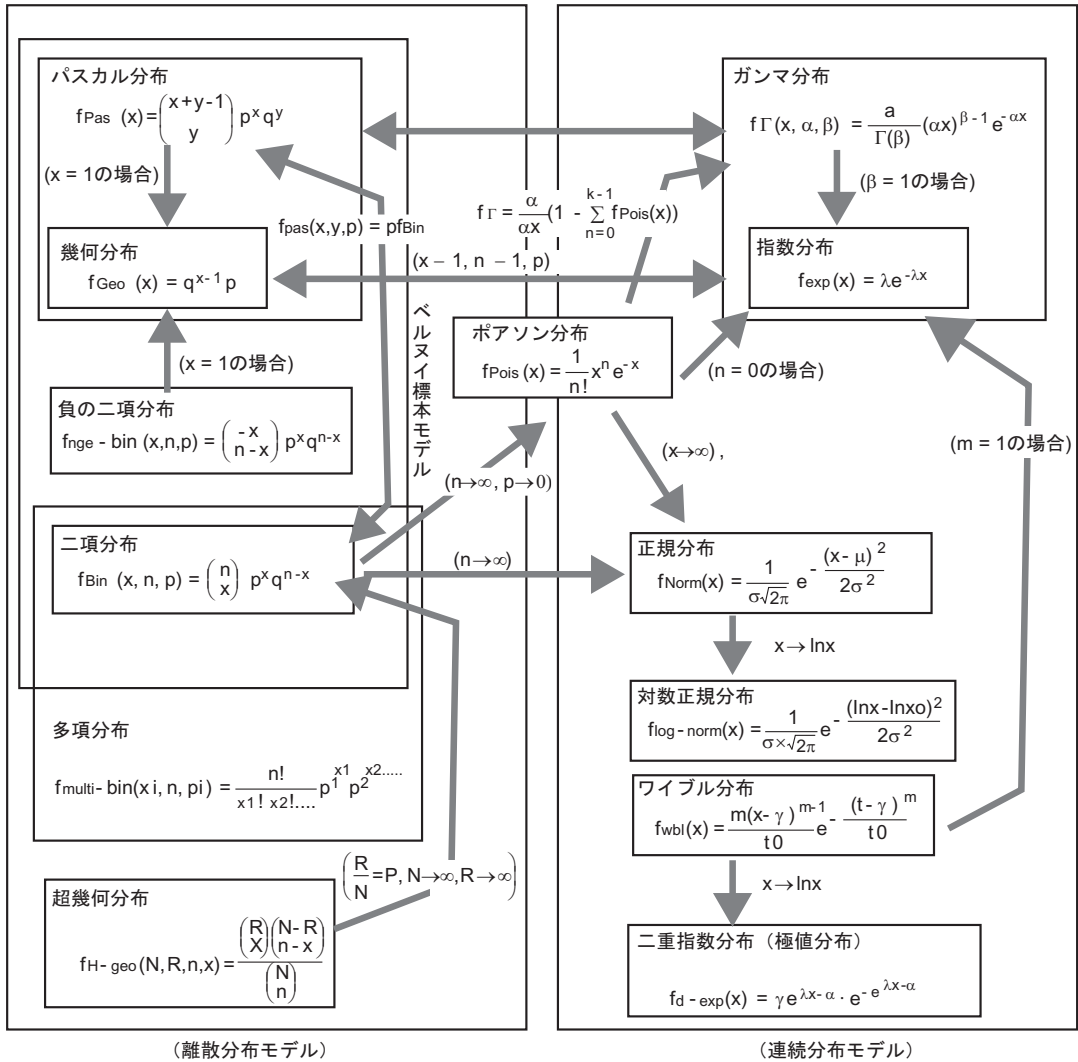 パスカル分布
fPas (x) = (x+y-1 y) p^x q^y
(x = 1の場合)
幾何分布
fGeo (x) = q^x-1 p
(x = 1の場合)
負の二項分布
fnge - bin (x,n,p) = (-x n-x) p^x q^n-x
fpas(x,y,p) = pfBin
(x – 1, n – 1, p)
ベルヌイ標本モデル
二項分布
fBin (x, n, p) = (n x) p^x q^n-x
多項分布
fmulti- bin(x i, n, pi) = n! / x1! x2!.... p1^x1 p2^x2.....
超幾何分布
fH- geo (N,R,n,x) = (R X)(N-R n-x) / (N n)
(R/N =P, N→∞,R→∞)
(離散分布モデル)
ガンマ分布
f Γ (x, α, β) = a/Γ(β) (αx)^β-1 e^-αx
(β = 1の場合)
指数分布
fexp (x) = λe^-λx
f Γ = α/αx (1 - Σ n=0 k-1 fPois(x))
ポアソン分布
fPois (x) = 1/n! x^n e^-x
(n = 0の場合)
(m = 1の場合)
(x→∞) ,
(n→∞, p→0)
(n→∞)
正規分布
fNorm(x) = 1/σ√2π e^- (x- μ)^2 / 2σ^2
x → lnx
対数正規分布
flog - norm(x) = 1/σ×√2π e^- (lnx-lnxo)^2 / 2σ^2
ワイブル分布
fwbl(x) = m(x- γ)^m-1 / t0 e^- (t- γ)^m / t0
x → lnx
二重指数分布(極値分布)
fd - exp(x) = γe^λx-α · e^-e^λx-α
(連続分布モデル)